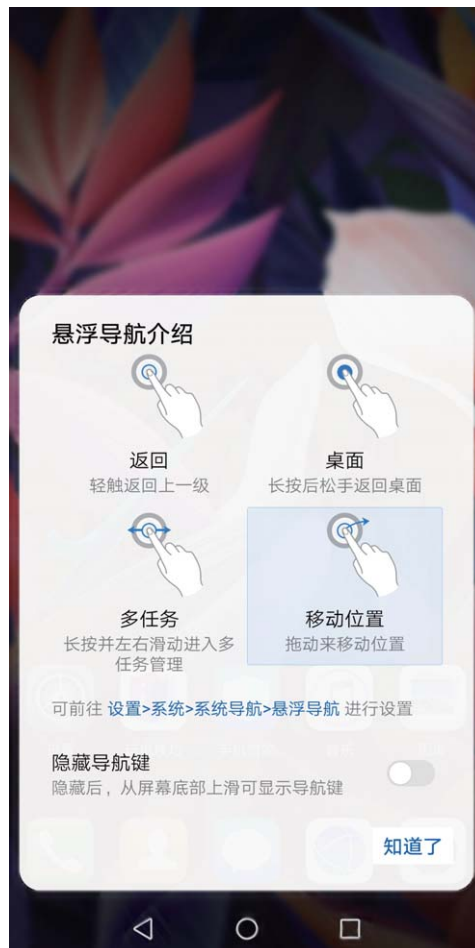 悬浮导航介绍
返回
轻触返回上一级
桌面
长按后松手返回桌面
多任务
长按并左右滑动进入多
任务管理
移动位置
拖动来移动位置
可前往 设置>系统>系统导航>悬浮导航 进行设置
隐藏导航键
隐藏后，从屏幕底部上滑可显示导航键
知道了